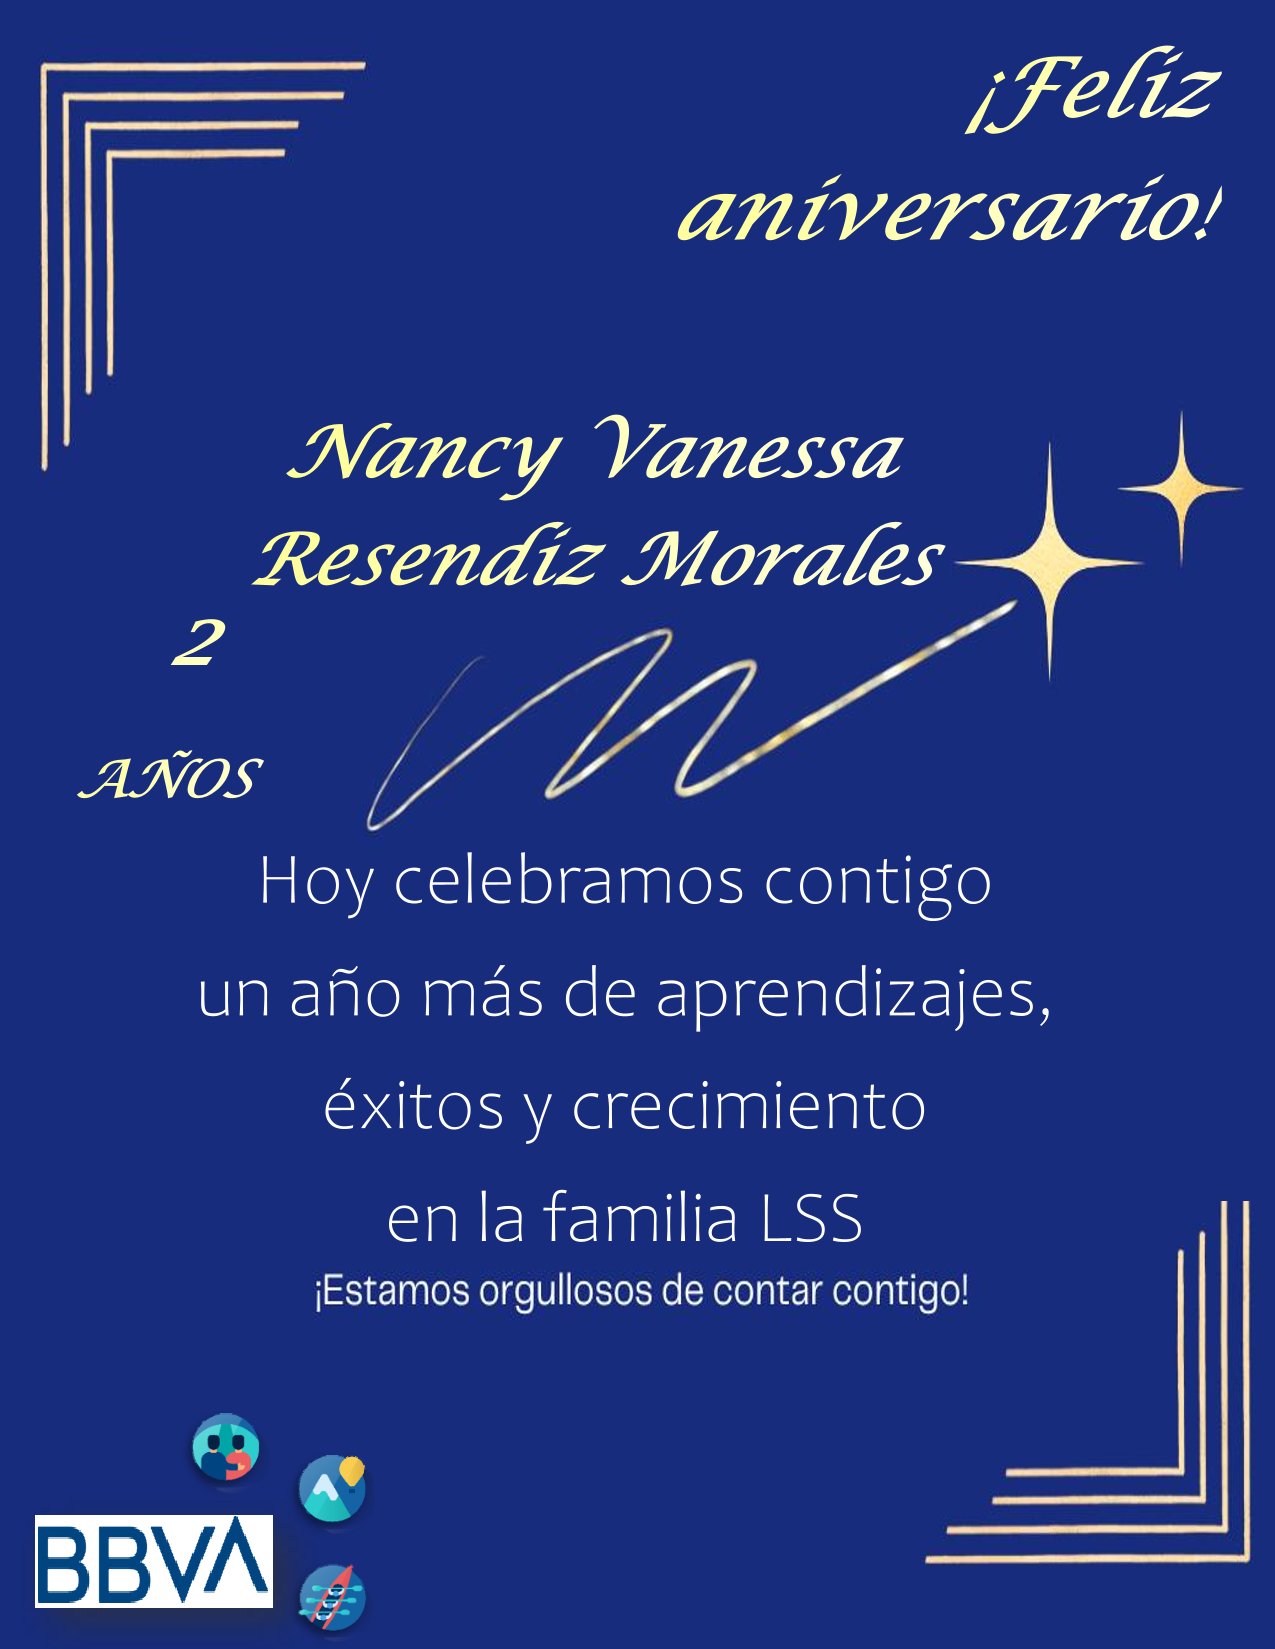 ¡Feliz
aniversario!
Nancy Vanessa
Resendiz Morales
2
AÑOS
Hoy celebramos contigo
un año más de aprendizajes,
éxitos y crecimiento
en la familia LSS
¡Estamos orgullosos de contar contigo!
BBVA